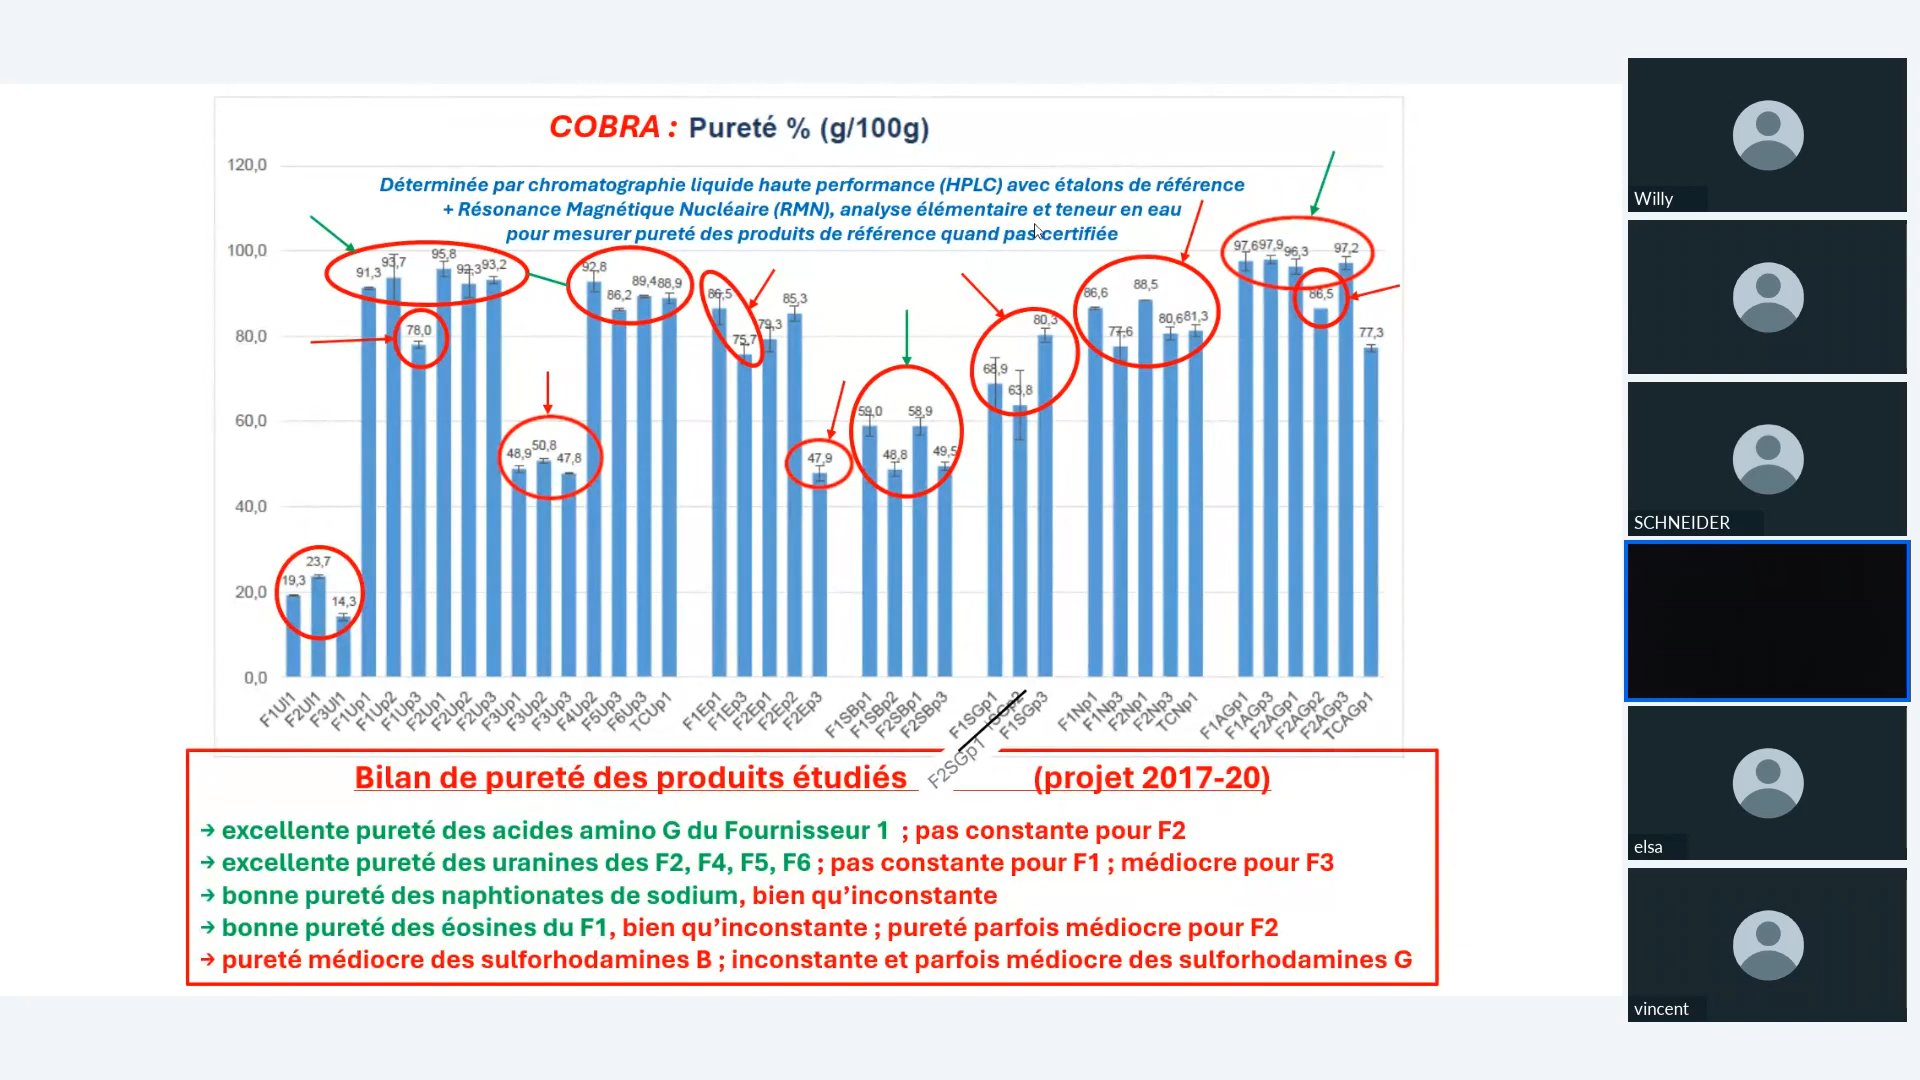 COBRA : Pureté % (g/100g)
Déterminée par chromatographie liquide haute performance (HPLC) avec étalons de référence
+ Résonance Magnétique Nucléaire (RMN), analyse élémentaire et teneur en eau
pour mesurer pureté des produits de référence quand pas certifiée
120,0
100,0
80,0
60,0
40,0
20,0
0,0
19,3
23,7
14,3
91,3
93,7
78,0
95,8
92,3
93,2
48,9
50,8
47,8
92,8
86,2
89,4
88,9
86,5
75,7
79,3
85,3
47,9
59,0
48,8
58,9
49,5
68,9
63,8
80,3
86,6
77,6
88,5
80,6
81,3
97,6
97,9
96,3
86,5
97,2
77,3
F1Ul1
F2Ul1
F3Ul1
F1Up1
F1Up2
F1Up3
F2Up1
F2Up2
F2Up3
F3Up1
F3Up2
F3Up3
F4Up2
F5Up3
F6Up3
TCUp1
F1Ep1
F1Ep3
F2Ep1
F2Ep2
F2Ep3
F1SBp1
F1SBp2
F2SBp1
F2SBp3
F1SGp1
F1SGp3
F2SGp1
F1Np1
F1Np3
F2Np1
F2Np3
TCNp1
F1AGp1
F1AGp3
F2AGp1
F2AGp2
F2AGp3
TCAGp1
Bilan de pureté des produits étudiés (projet 2017-20)
→ excellente pureté des acides amino G du Fournisseur 1 ; pas constante pour F2
→ excellente pureté des uranines des F2, F4, F5, F6 ; pas constante pour F1 ; médiocre pour F3
→ bonne pureté des naphtionates de sodium, bien qu’inconstante
→ bonne pureté des éosines du F1, bien qu’inconstante ; pureté parfois médiocre pour F2
→ pureté médiocre des sulforhodamines B ; inconstante et parfois médiocre des sulforhodamines G
Willy
SCHNEIDER
elsa
vincent